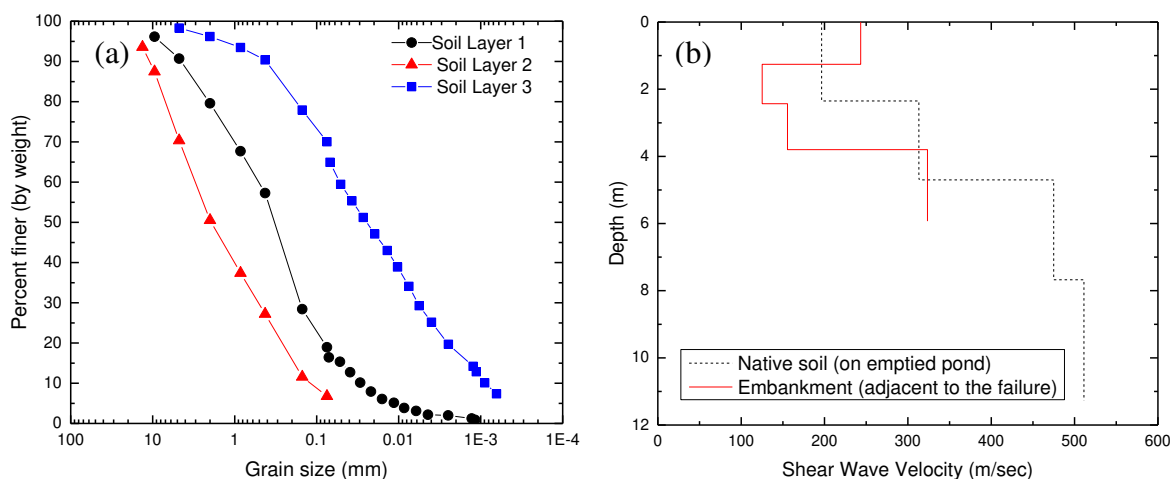 (a)
Soil Layer 1
Soil Layer 2
Soil Layer 3
Percent finer (by weight)
100
90
80
70
60
50
40
30
20
10
0
100 10 1 0.1 0.01 1E-3 1E-4
Grain size (mm)
(b)
Depth (m)
0
2
4
6
8
10
12
Native soil (on emptied pond)
Embankment (adjacent to the failure)
0 100 200 300 400 500 600
Shear Wave Velocity (m/sec)